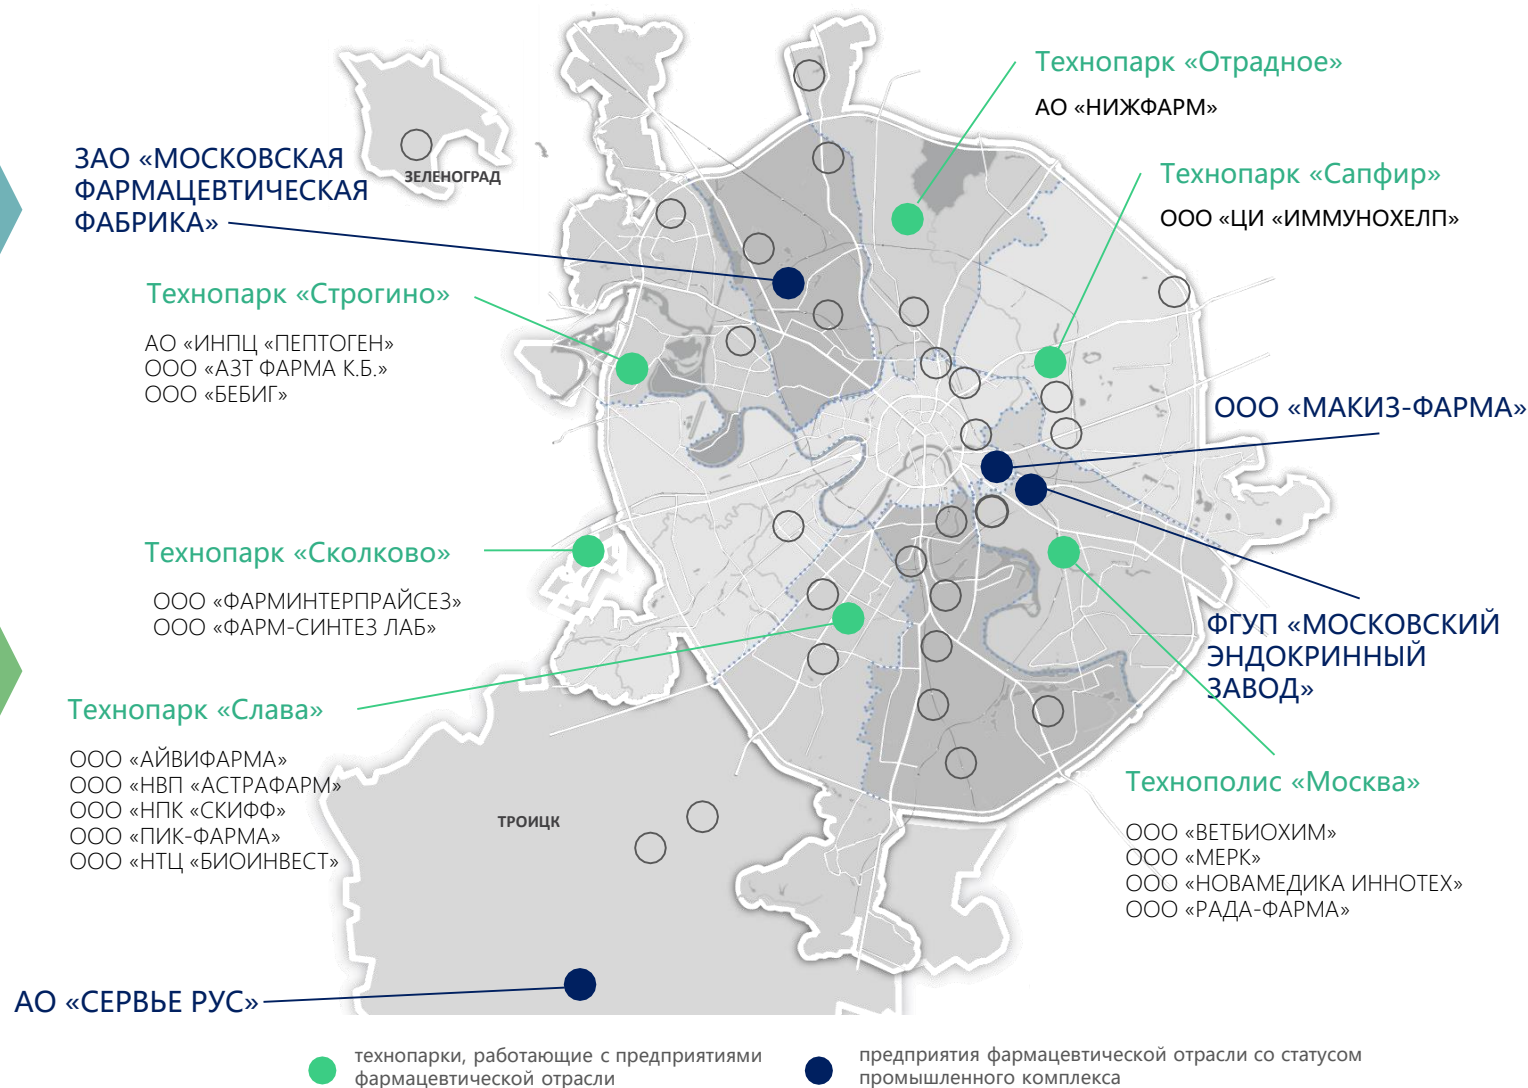 Технопарк «Отрадное»
АО «НИЖФАРМ»
ЗАО «МОСКОВСКАЯ
ФАРМАЦЕВТИЧЕСКАЯ
ФАБРИКА»
ЗЕЛЕНОГРАД
Технопарк «Сапфир»
ООО «ЦИ «ИММУНОХЕЛП»
Технопарк «Строгино»
АО «ИНПЦ «ПЕПТОГЕН»
ООО «АЗТ ФАРМА К.Б.»
ООО «БЕБИГ»
ООО «МАКИЗ-ФАРМА»
Технопарк «Сколково»
ООО «ФАРМИНТЕРПРАЙСЕЗ»
ООО «ФАРМ-СИНТЕЗ ЛАБ»
ФГУП «МОСКОВСКИЙ
ЭНДОКРИННЫЙ
ЗАВОД»
Технопарк «Слава»
ООО «АЙВИФАРМА»
ООО «НВП «АСТРАФАРМ»
ООО «НПК «СКИФФ»
ООО «ПИК-ФАРМА»
ООО «НТЦ «БИОИНВЕСТ»
ТРОИЦК
Технополис «Москва»
ООО «ВЕТБИОХИМ»
ООО «МЕРК»
ООО «НОВАМЕДИКА ИННОТЕХ»
ООО «РАДА-ФАРМА»
АО «СЕРВЬЕ РУС»
технопарки, работающие с предприятиями
фармацевтической отрасли
предприятия фармацевтической отрасли со статусом
промышленного комплекса